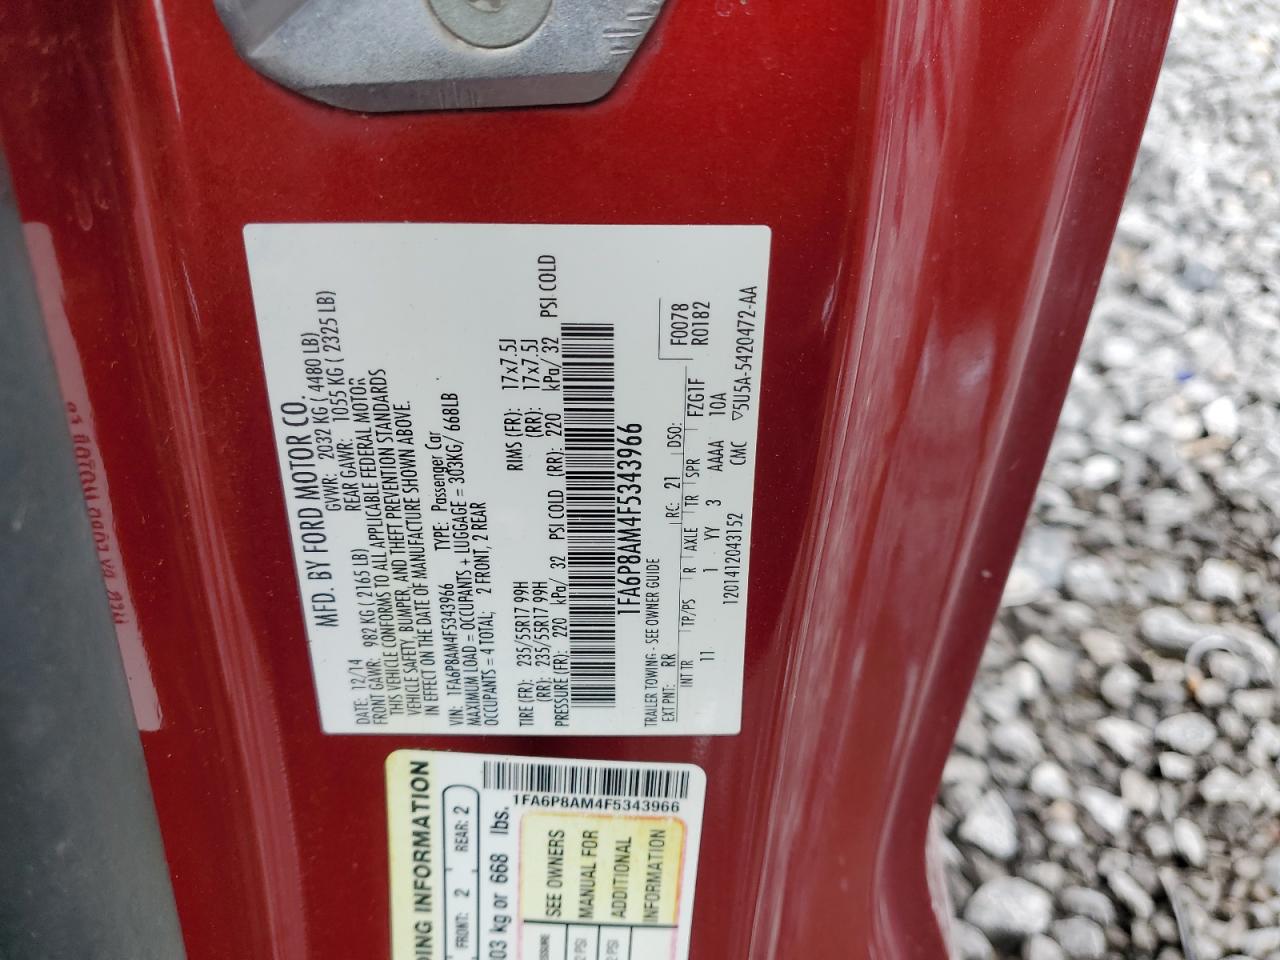 MFD. BY FORD MOTOR CO.
DATE: 12/14 GVWR: 2032 KG ( 4480 LB)
FRONT GAWR: 982 KG ( 2165 LB) REAR GAWR: 1055 KG ( 2325 LB)
THIS VEHICLE CONFORMS TO ALL APPLICABLE FEDERAL MOTOR
VEHICLE SAFETY, BUMPER, AND THEFT PREVENTION STANDARDS
IN EFFECT ON THE DATE OF MANUFACTURE SHOWN ABOVE.
VIN: 1FA6P8AM4F5343966 TYPE: Passenger Car
MAXIMUM LOAD = OCCUPANTS + LUGGAGE = 303KG/ 668LB
OCCUPANTS = 4 TOTAL; 2 FRONT, 2 REAR
TIRE (FR): 235/55R17 99H RIMS (FR): 17x7.5J
(RR): 235/55R17 99H (RR): 17x7.5J
PRESSURE (FR): 220 kPa/ 32 PSI COLD (RR): 220 kPa/ 32 PSI COLD
1FA6P8AM4F5343966
TRAILER TOWING - SEE OWNER GUIDE
EXT PNT: RR RC: 21 DSO: F0078
INT TR TP/PS R AXLE TR SPR FZG1F R0182
11 1 YY 3 AAAA 10A
1201412043152 CMC ▽5U5A-5420472-AA
DING INFORMATION
FRONT: 2 REAR: 2
03 kg or 668 lbs.
1FA6P8AM4F5343966
SEE OWNERS
MANUAL FOR
ADDITIONAL
INFORMATION
2 PSI
2 PSI